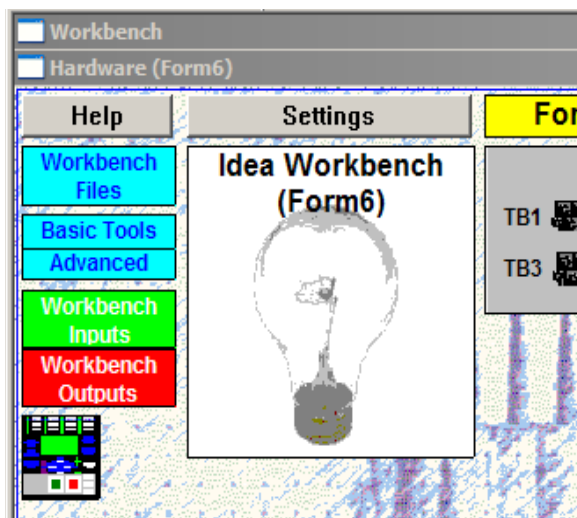 Workbench
Hardware (Form6)
Help
Settings
For
Workbench
Files
Basic Tools
Advanced
Workbench
Inputs
Workbench
Outputs
Idea Workbench
(Form6)
TB1
TB3